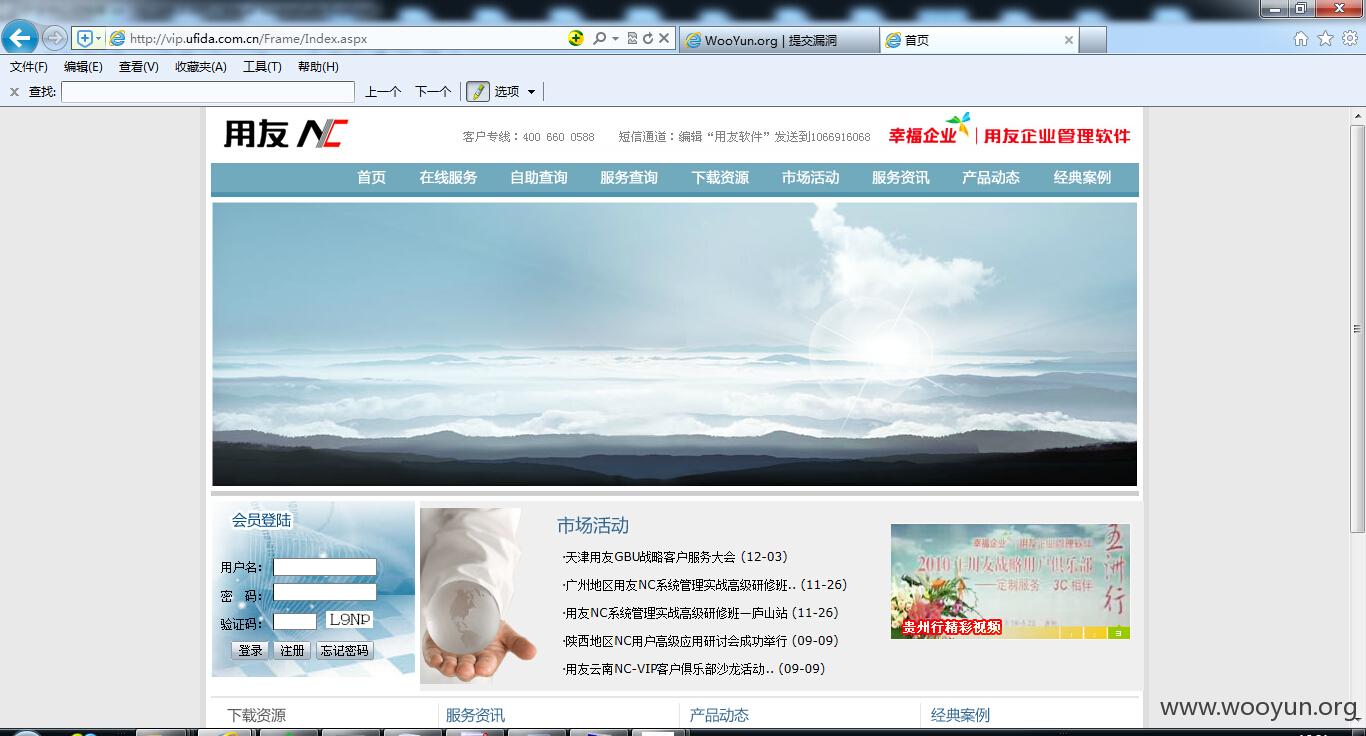 http://vip.ufida.com.cn/Frame/Index.aspx
WooYun.org | 提交漏洞
首页
文件(F) 编辑(E) 查看(V) 收藏夹(A) 工具(T) 帮助(H)
查找: 上一个 下一个 选项
用友 NC
客户专线：400 660 0588 短信通道：编辑“用友软件”发送到1066916068
幸福企业 | 用友企业管理软件
首页 在线服务 自助查询 服务查询 下载资源 市场活动 服务资讯 产品动态 经典案例
会员登陆
用户名：
密 码：
验证码： L9NP
登录 注册 忘记密码
市场活动
·天津用友GBU战略客户服务大会 (12-03)
·广州地区用友NC系统管理实战高级研修班.. (11-26)
·用友NC系统管理实战高级研修班—庐山站 (11-26)
·陕西地区NC用户高级应用研讨会成功举行 (09-09)
·用友云南NC-VIP客户俱乐部沙龙活动.. (09-09)
幸福企业 用友企业管理软件
2010年用友战略用户俱乐部
——定制服务 3C相伴
五洲行
贵州行精彩视频
1 2 3
下载资源 服务资讯 产品动态 经典案例
www.wooyun.org